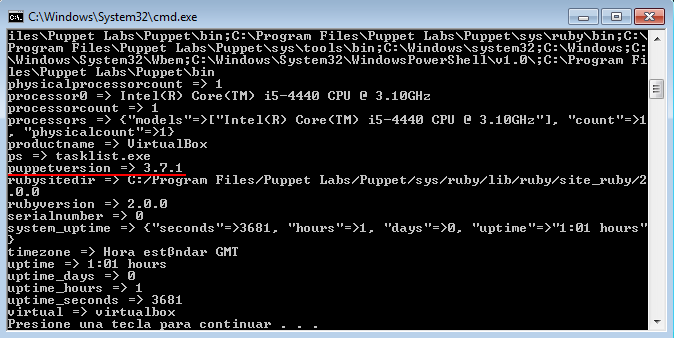 C:\Windows\System32\cmd.exe
iles\Puppet Labs\Puppet\bin;C:\Program Files\Puppet Labs\Puppet\sys\ruby\bin;C:\
Program Files\Puppet Labs\Puppet\sys\tools\bin;C:\Windows\system32;C:\Windows;C:
\Windows\System32\Wbem;C:\Windows\System32\WindowsPowerShell\v1.0\;C:\Program Fi
les\Puppet Labs\Puppet\bin
physicalprocessorcount => 1
processor0 => Intel(R) Core(TM) i5-4440 CPU @ 3.10GHz
processorcount => 1
processors => {"models"=>["Intel(R) Core(TM) i5-4440 CPU @ 3.10GHz"], "count"=>1
, "physicalcount"=>1}
productname => VirtualBox
ps => tasklist.exe
puppetversion => 3.7.1
rubysitedir => C:/Program Files/Puppet Labs/Puppet/sys/ruby/lib/ruby/site_ruby/2
.0.0
rubyversion => 2.0.0
serialnumber => 0
system_uptime => {"seconds"=>3681, "hours"=>1, "days"=>0, "uptime"=>"1:01 hours"
}
timezone => Hora estβndar GMT
uptime => 1:01 hours
uptime_days => 0
uptime_hours => 1
uptime_seconds => 3681
virtual => virtualbox
Presione una tecla para continuar . . .